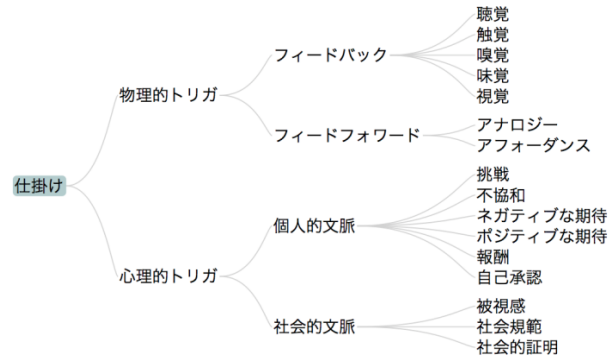 仕掛け
物理的トリガ
フィードバック
聴覚
触覚
嗅覚
味覚
視覚
フィードフォワード
アナロジー
アフォーダンス
心理的トリガ
個人的文脈
挑戦
不協和
ネガティブな期待
ポジティブな期待
報酬
自己承認
社会的文脈
被視感
社会規範
社会的証明